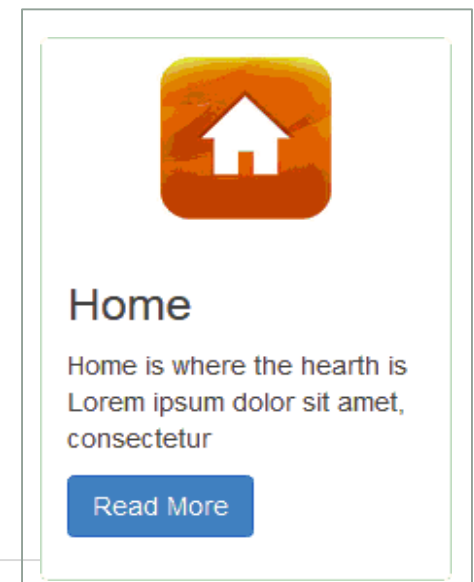 Home
Home is where the hearth is
Lorem ipsum dolor sit amet,
consectetur
Read More